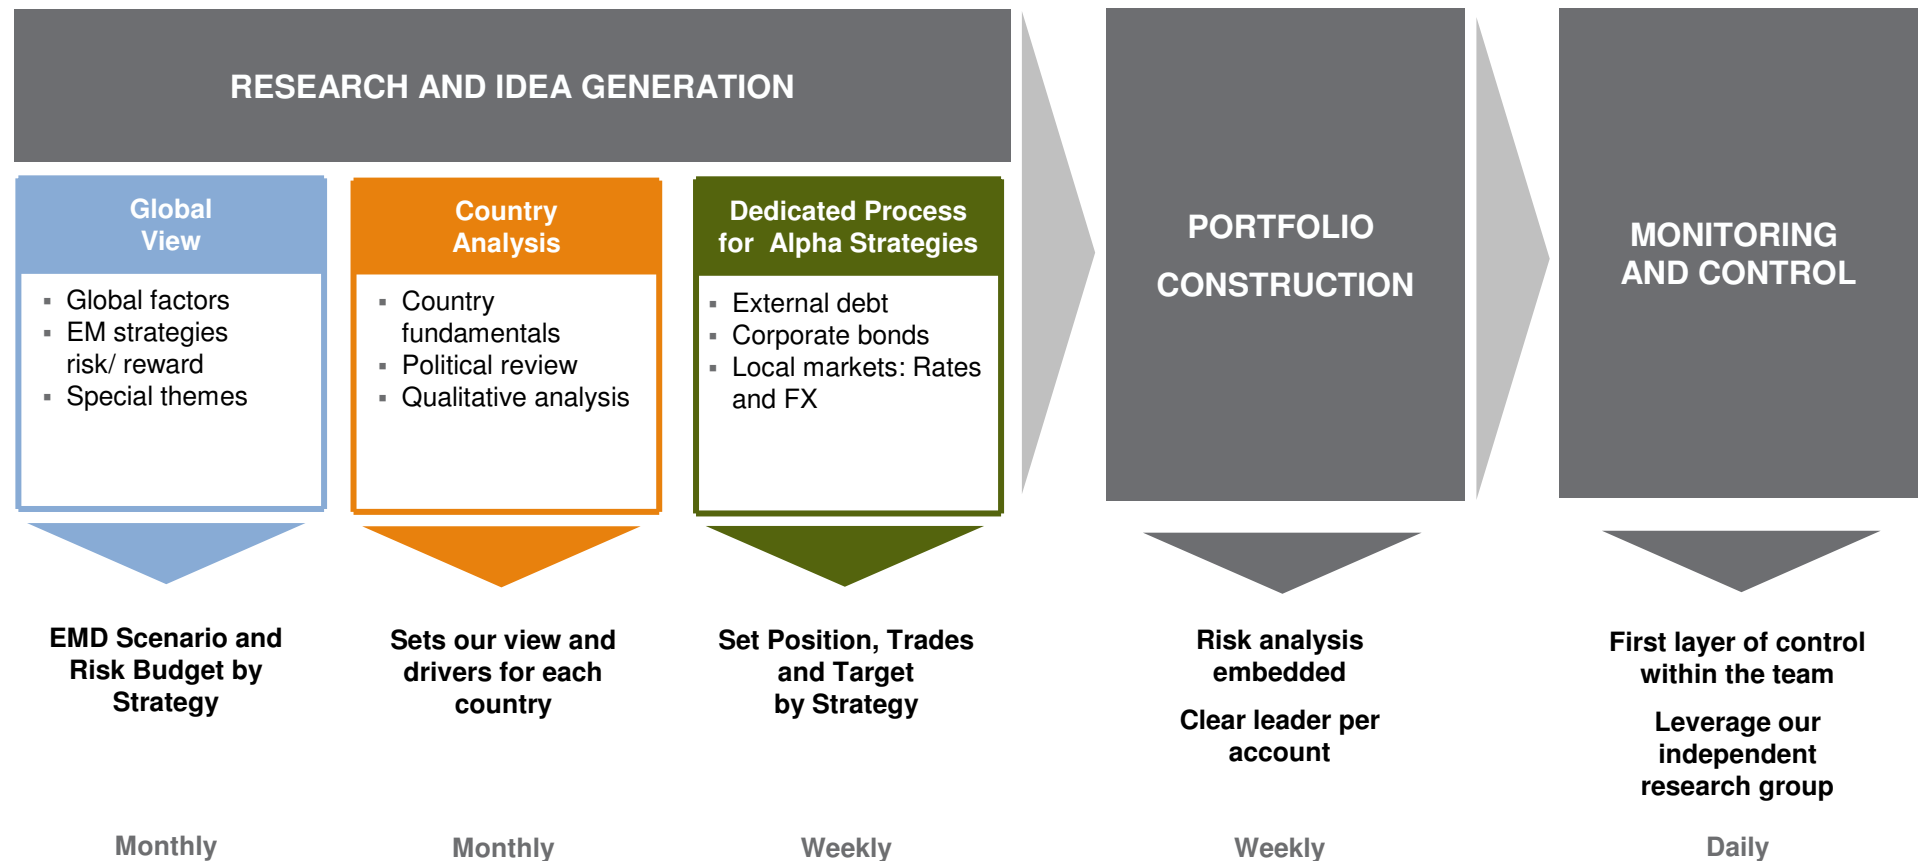 RESEARCH AND IDEA GENERATION
Global
View
▪ Global factors
▪ EM strategies
risk/ reward
▪ Special themes
EMD Scenario and
Risk Budget by
Strategy
Monthly
Country
Analysis
▪ Country
fundamentals
▪ Political review
▪ Qualitative analysis
Sets our view and
drivers for each
country
Monthly
Dedicated Process
for Alpha Strategies
▪ External debt
▪ Corporate bonds
▪ Local markets: Rates
and FX
Set Position, Trades
and Target
by Strategy
Weekly
PORTFOLIO
CONSTRUCTION
Risk analysis
embedded
Clear leader per
account
Weekly
MONITORING
AND CONTROL
First layer of control
within the team
Leverage our
independent
research group
Daily